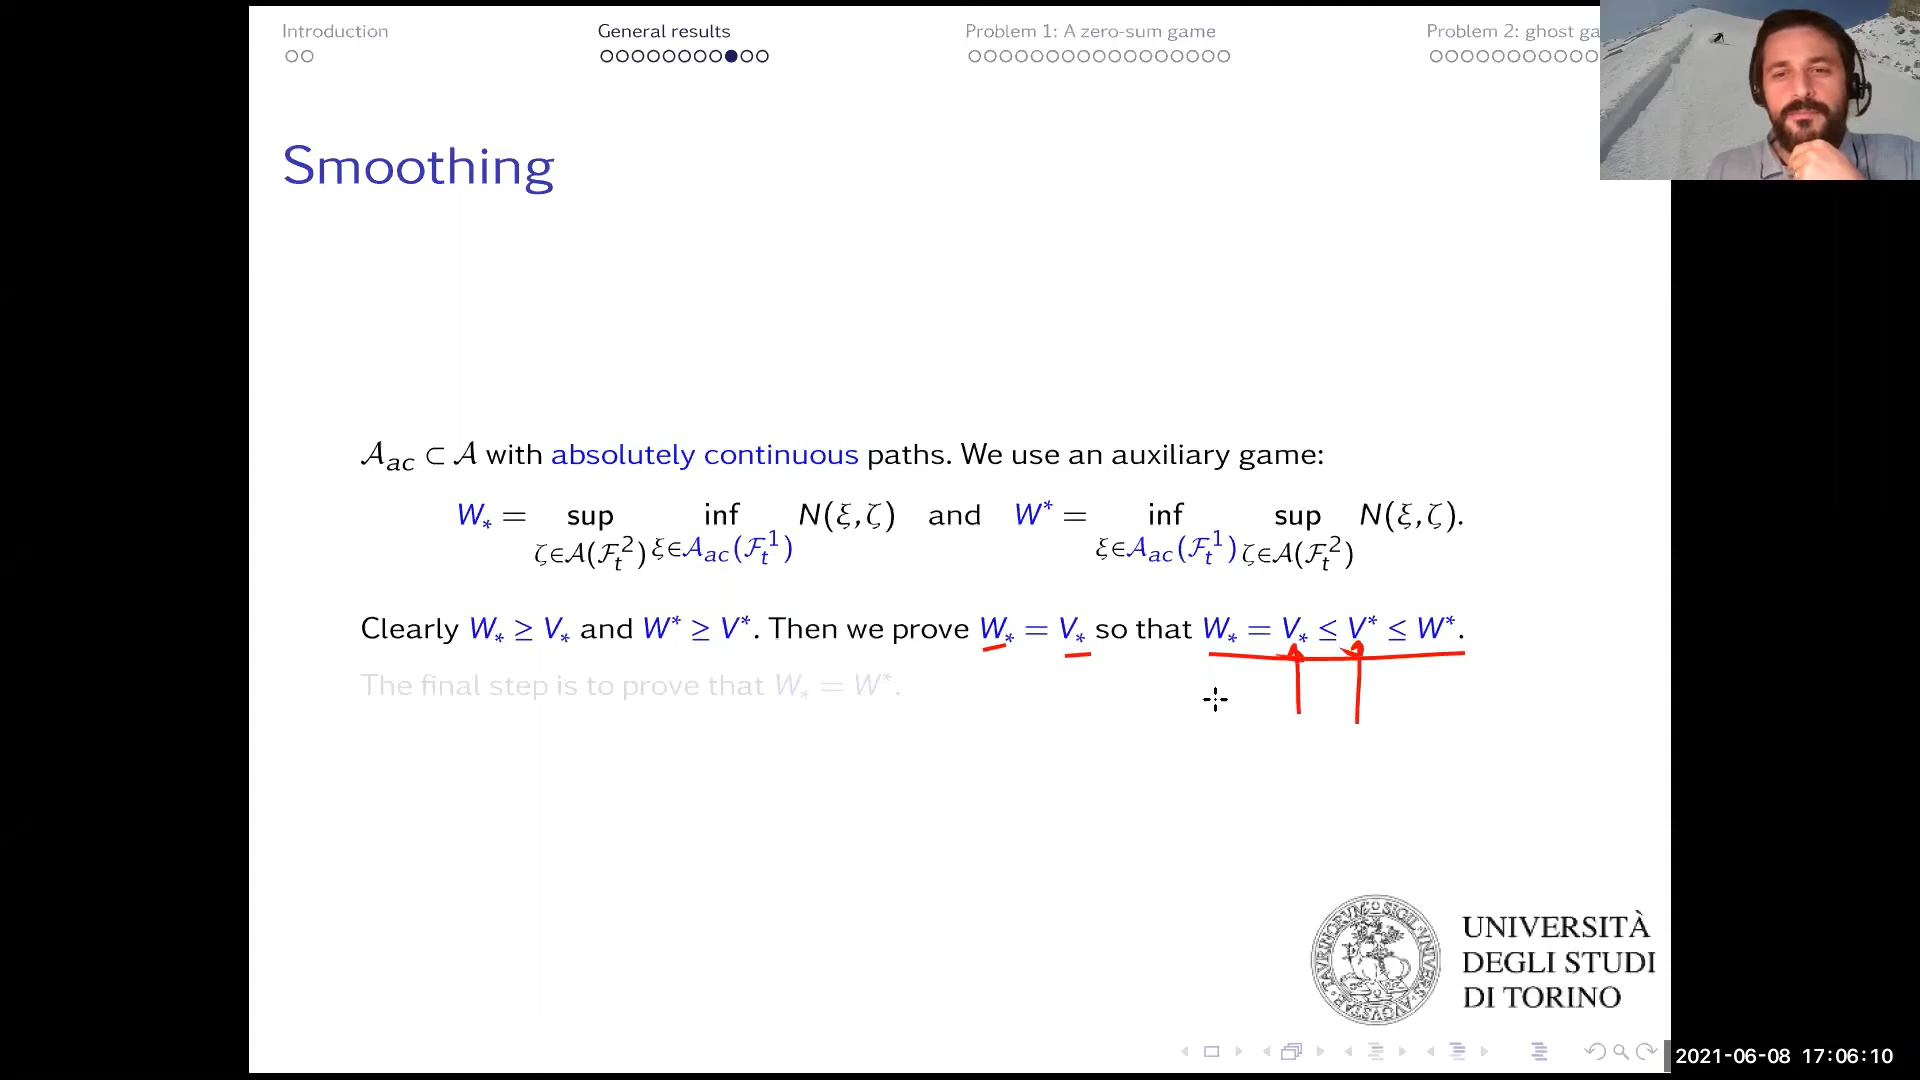 Introduction
General results
Problem 1: A zero-sum game
Problem 2: ghost ga
Smoothing
𝒜_ac ⊂ 𝒜 with absolutely continuous paths. We use an auxiliary game:
W_* = sup_{ζ∈𝒜(ℱ_t^2)} inf_{ξ∈𝒜_ac(ℱ_t^1)} N(ξ,ζ) and W^* = inf_{ξ∈𝒜_ac(ℱ_t^1)} sup_{ζ∈𝒜(ℱ_t^2)} N(ξ,ζ).
Clearly W_* ≥ V_* and W^* ≥ V^*. Then we prove W_* = V_* so that W_* = V_* ≤ V^* ≤ W^*.
The final step is to prove that W_* = W^*.
UNIVERSITÀ
DEGLI STUDI
DI TORINO
2021-06-08 17:06:10